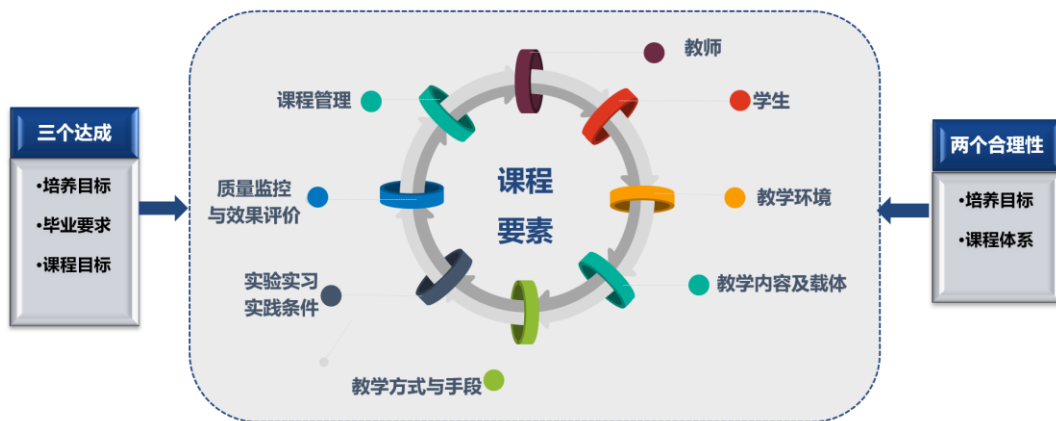 三个达成
•培养目标
•毕业要求
•课程目标
课程
要素
教师
学生
教学环境
教学内容及载体
教学方式与手段
实验实习
实践条件
质量监控
与效果评价
课程管理
两个合理性
•培养目标
•课程体系